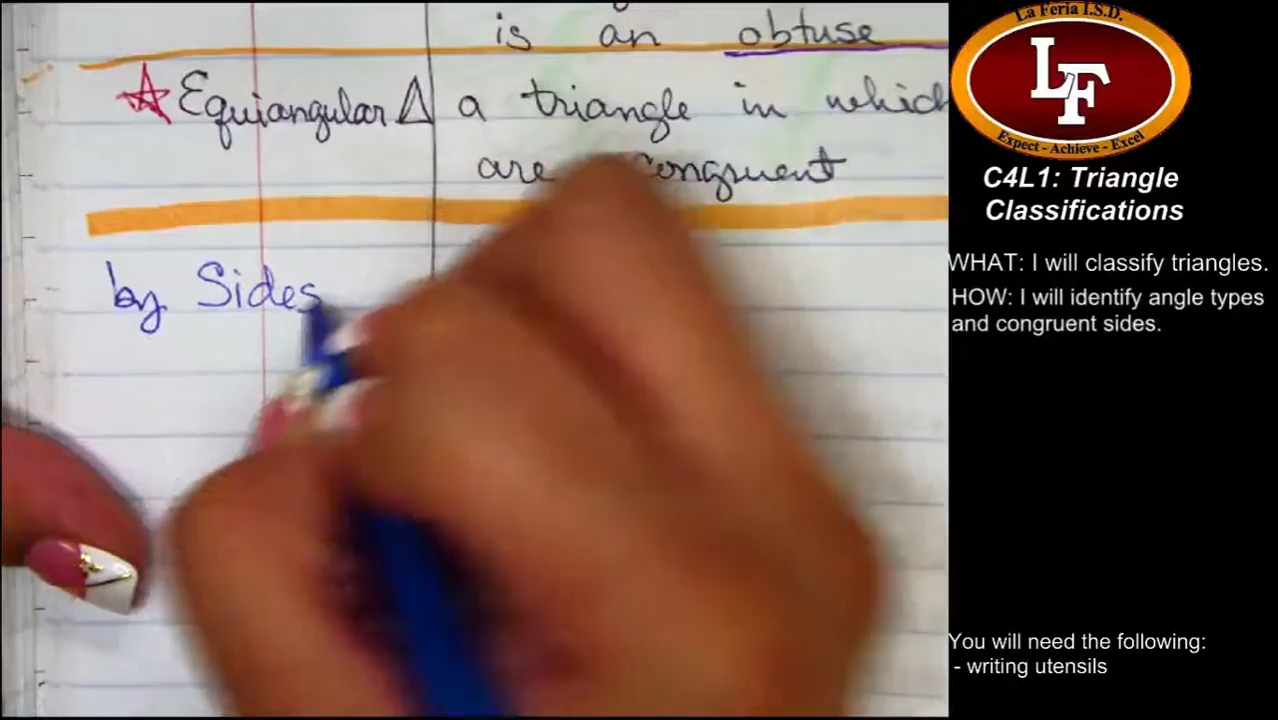 is an obtuse
Equiangular △ a triangle in which
are congruent
by Sides
La Feria I.S.D.
LF
Expect - Achieve - Excel
C4L1: Triangle
Classifications
WHAT: I will classify triangles.
HOW: I will identify angle types
and congruent sides.
You will need the following:
- writing utensils